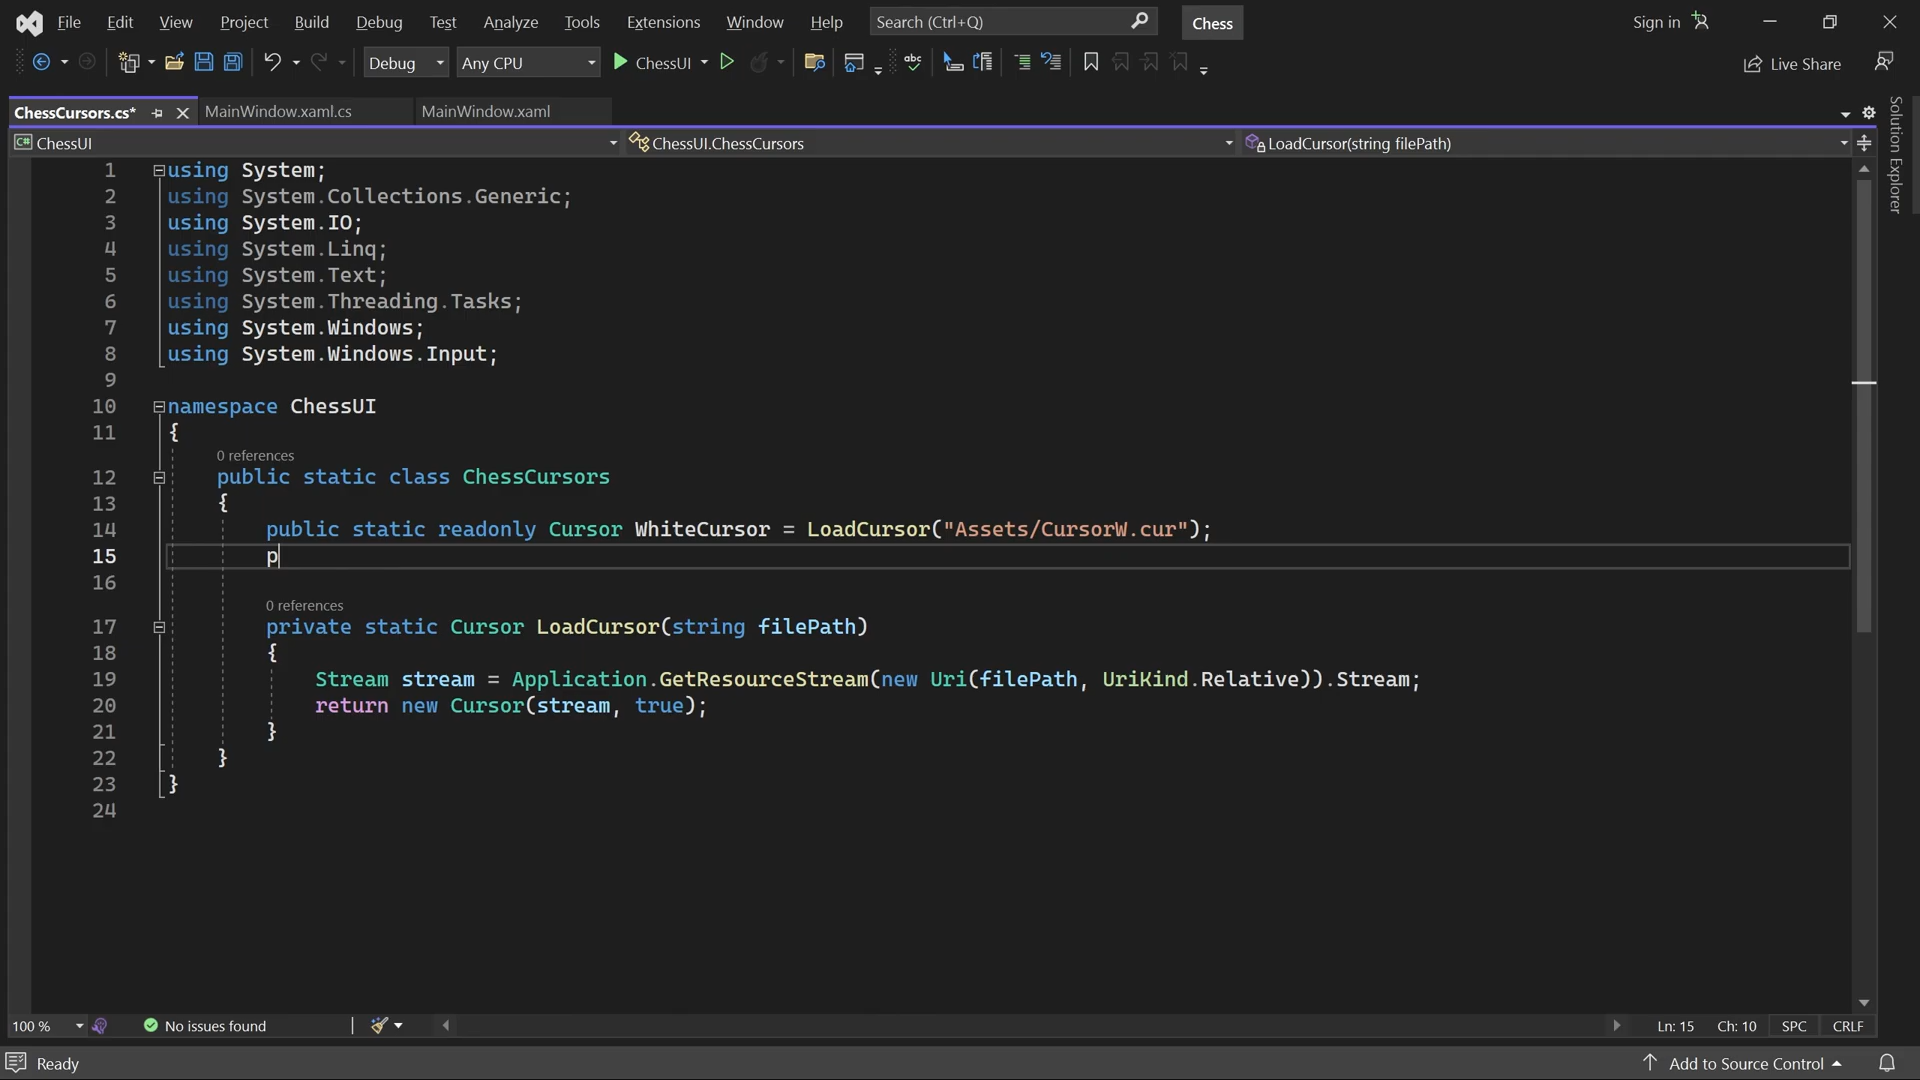 File Edit View Project Build Debug Test Analyze Tools Extensions Window Help Search (Ctrl+Q) Chess Sign in
Debug Any CPU ChessUI Live Share
ChessCursors.cs* MainWindow.xaml.cs MainWindow.xaml
C# ChessUI ChessUI.ChessCursors LoadCursor(string filePath)
Solution Explorer
1 using System;
2 using System.Collections.Generic;
3 using System.IO;
4 using System.Linq;
5 using System.Text;
6 using System.Threading.Tasks;
7 using System.Windows;
8 using System.Windows.Input;
9
10 namespace ChessUI
11 {
0 references
12 public static class ChessCursors
13 {
14 public static readonly Cursor WhiteCursor = LoadCursor("Assets/CursorW.cur");
15 p
16
0 references
17 private static Cursor LoadCursor(string filePath)
18 {
19 Stream stream = Application.GetResourceStream(new Uri(filePath, UriKind.Relative)).Stream;
20 return new Cursor(stream, true);
21 }
22 }
23 }
24
100 % No issues found Ln: 15 Ch: 10 SPC CRLF
Ready Add to Source Control